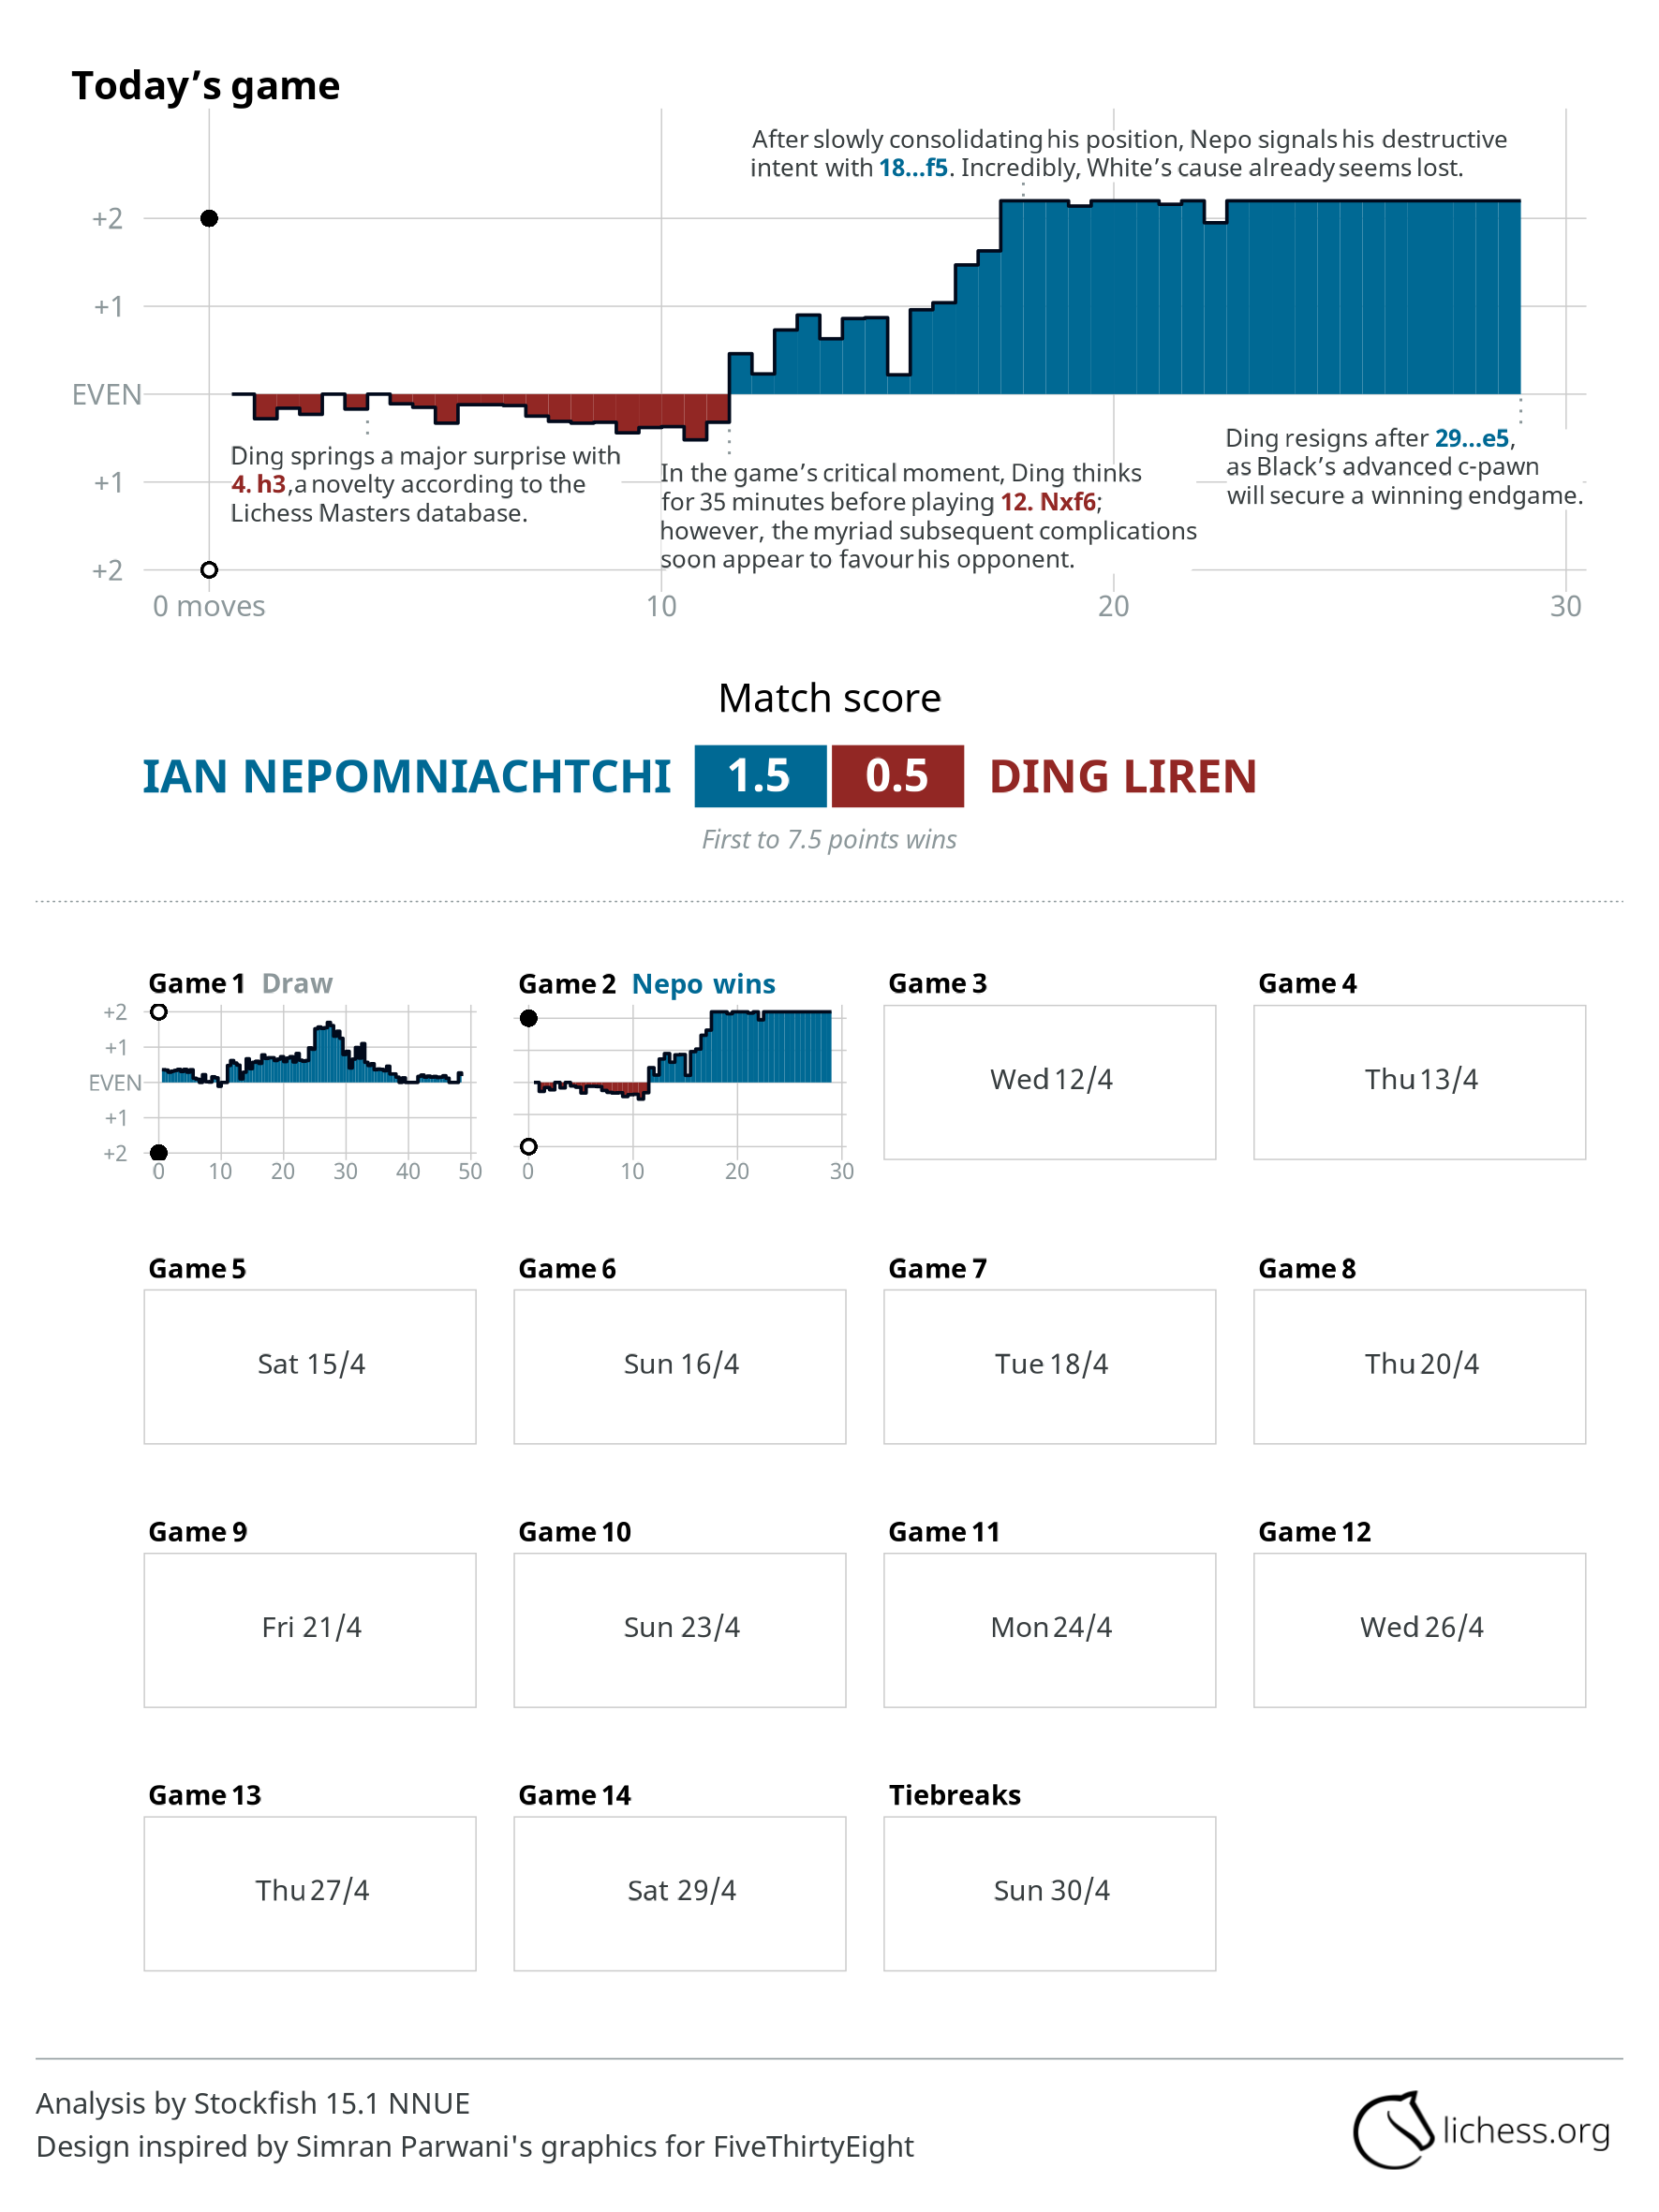 Today’s game
After slowly consolidating his position, Nepo signals his destructive
intent with 18...f5. Incredibly, White’s cause already seems lost.
+2
+1
EVEN
+1
+2
Ding springs a major surprise with
4. h3, a novelty according to the
Lichess Masters database.
In the game’s critical moment, Ding thinks
for 35 minutes before playing 12. Nxf6;
however, the myriad subsequent complications
soon appear to favour his opponent.
Ding resigns after 29...e5,
as Black’s advanced c-pawn
will secure a winning endgame.
0 moves 10 20 30
Match score
IAN NEPOMNIACHTCHI 1.5 0.5 DING LIREN
First to 7.5 points wins
Game 1 Draw
+2
+1
EVEN
+1
+2
0 10 20 30 40 50
Game 2 Nepo wins
0 10 20 30
Game 3
Wed 12/4
Game 4
Thu 13/4
Game 5
Sat 15/4
Game 6
Sun 16/4
Game 7
Tue 18/4
Game 8
Thu 20/4
Game 9
Fri 21/4
Game 10
Sun 23/4
Game 11
Mon 24/4
Game 12
Wed 26/4
Game 13
Thu 27/4
Game 14
Sat 29/4
Tiebreaks
Sun 30/4
Analysis by Stockfish 15.1 NNUE
Design inspired by Simran Parwani's graphics for FiveThirtyEight
lichess.org